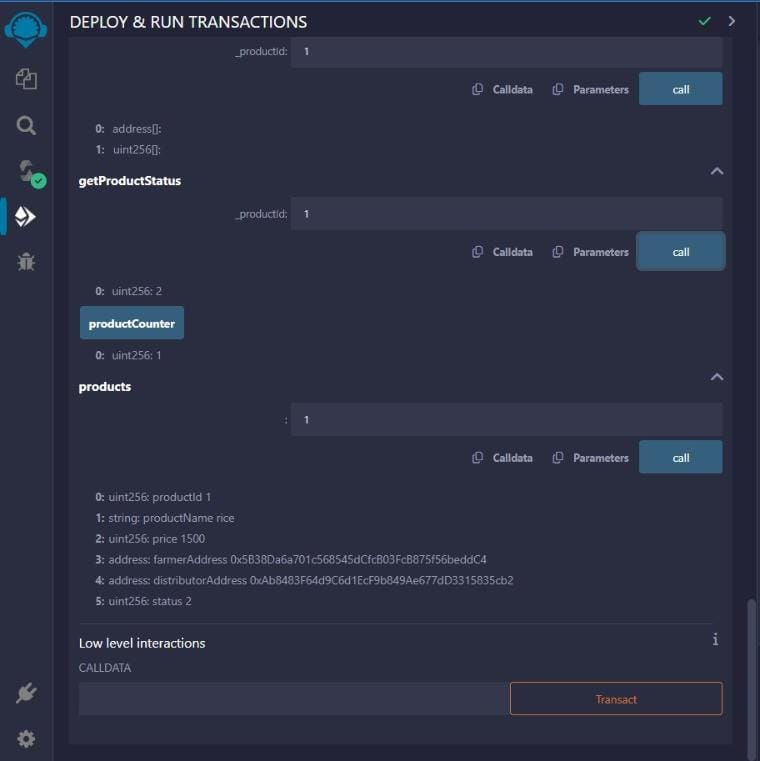 DEPLOY & RUN TRANSACTIONS
_productid: 1
Calldata Parameters call
0: address[]:
1: uint256[]:
getProductStatus
_productid: 1
Calldata Parameters call
0: uint256: 2
productCounter
0: uint256: 1
products
: 1
Calldata Parameters call
0: uint256: productId 1
1: string: productName rice
2: uint256: price 1500
3: address: farmerAddress 0x5B38Da6a701c568545dCfcB03FcB875f56beddC4
4: address: distributorAddress 0xAb8483F64d9C6d1EcF9b849Ae677dD3315835cb2
5: uint256: status 2
Low level interactions
CALLDATA
Transact